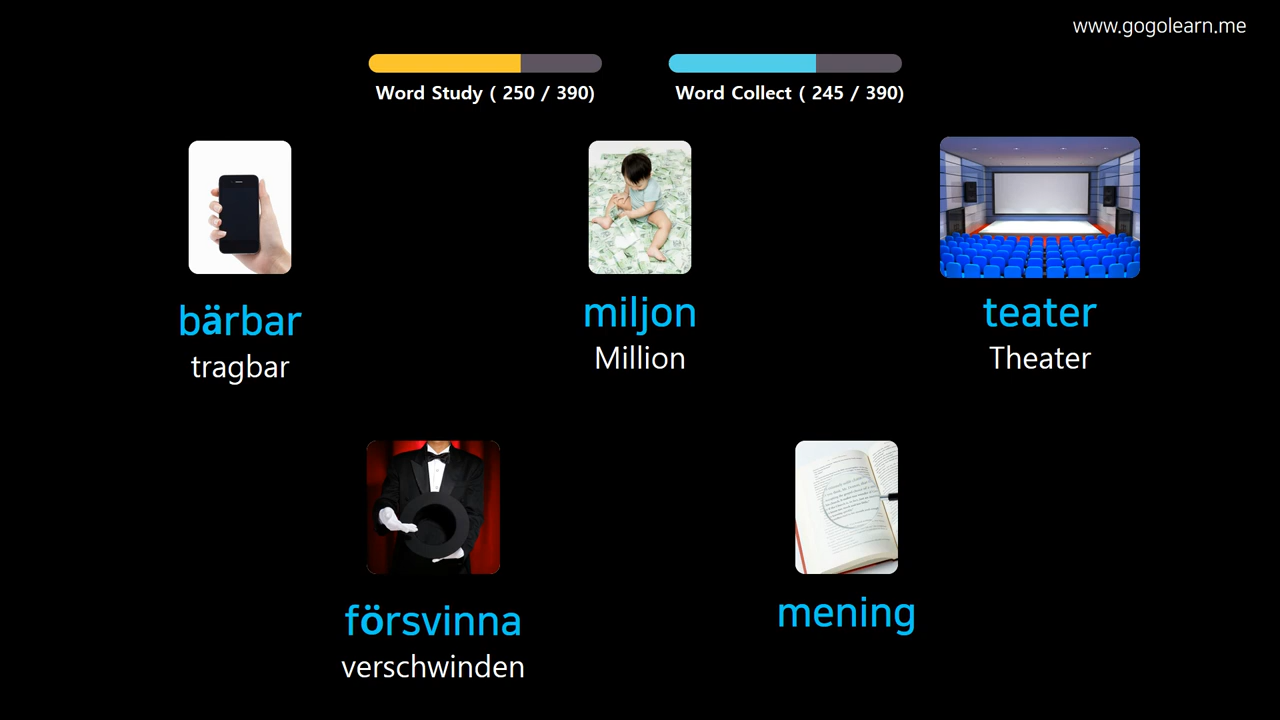 www.gogolearn.me
Word Study ( 250 / 390)
Word Collect ( 245 / 390)
bärbar
tragbar
miljon
Million
teater
Theater
försvinna
verschwinden
mening